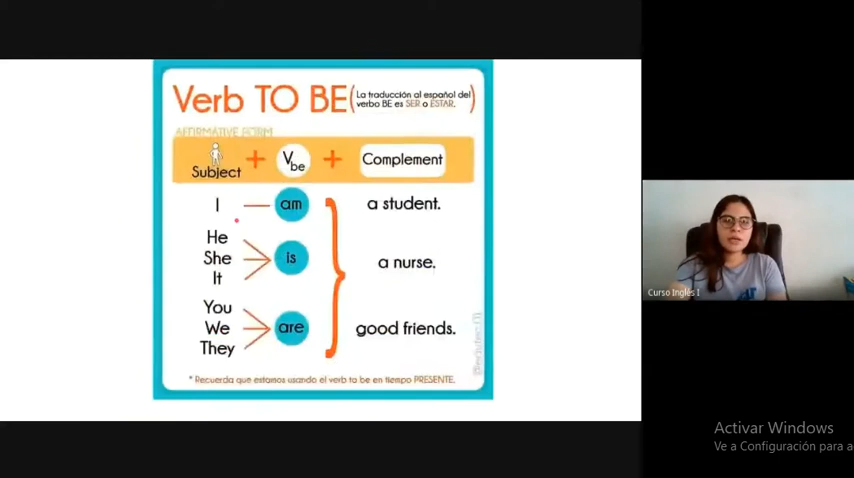 Verb TO BE
(La traducción al español del
verbo BE es SER o ESTAR.)
AFIRMATIVE FORM
Subject + Vbe + Complement
I am a student.
He
She is a nurse.
It
You
We are good friends.
They
* Recuerda que estamos usando el verb to be en tiempo PRESENTE.
Curso Inglés I
Activar Windows
Ve a Configuración para a